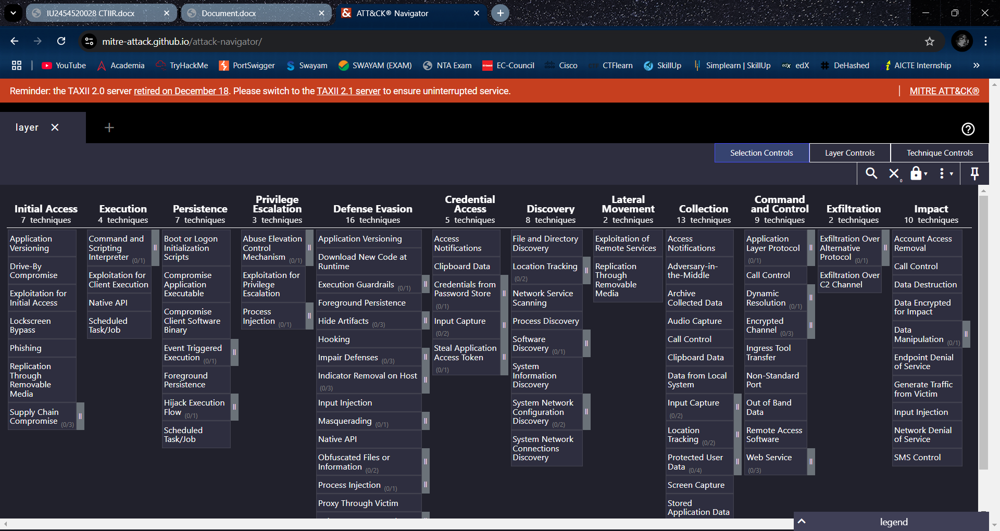 IU2454520028 CTIIR.docx
Document.docx
ATT&CK® Navigator
mitre-attack.github.io/attack-navigator/
YouTube
Academia
TryHackMe
PortSwigger
Swayam
SWAYAM (EXAM)
NTA Exam
EC-Council
Cisco
CTFlearn
SkillUp
Simplearn | SkillUp
edX
DeHashed
AICTE Internship
Reminder: the TAXII 2.0 server retired on December 18. Please switch to the TAXII 2.1 server to ensure uninterrupted service.
MITRE ATT&CK®
layer
Selection Controls
Layer Controls
Technique Controls
0
Initial Access
7 techniques
Application
Versioning
Drive-By
Compromise
Exploitation for
Initial Access
Lockscreen
Bypass
Phishing
Replication
Through
Removable
Media
Supply Chain
Compromise (0/3)
Execution
4 techniques
Command and
Scripting
Interpreter (0/1)
Exploitation for
Client Execution
Native API
Scheduled
Task/Job
Persistence
7 techniques
Boot or Logon
Initialization
Scripts
Compromise
Application
Executable
Compromise
Client Software
Binary
Event Triggered
Execution (0/1)
Foreground
Persistence
Hijack Execution
Flow (0/1)
Scheduled
Task/Job
Privilege
Escalation
3 techniques
Abuse Elevation
Control
Mechanism (0/1)
Exploitation for
Privilege
Escalation
Process
Injection (0/1)
Defense Evasion
16 techniques
Application Versioning
Download New Code at
Runtime
Execution Guardrails (0/1)
Foreground Persistence
Hide Artifacts (0/3)
Hooking
Impair Defenses (0/3)
Indicator Removal on Host
(0/3)
Input Injection
Masquerading (0/1)
Native API
Obfuscated Files or
Information (0/2)
Process Injection (0/1)
Proxy Through Victim
Credential
Access
5 techniques
Access
Notifications
Clipboard Data
Credentials from
Password Store
(0/1)
Input Capture
(0/2)
Steal Application
Access Token
(0/1)
Discovery
8 techniques
File and Directory
Discovery
Location Tracking
(0/2)
Network Service
Scanning
Process Discovery
Software
Discovery (0/1)
System
Information
Discovery
System Network
Configuration
Discovery (0/2)
System Network
Connections
Discovery
Lateral
Movement
2 techniques
Exploitation of
Remote Services
Replication
Through
Removable
Media
Collection
13 techniques
Access
Notifications
Adversary-in-
the-Middle
Archive
Collected Data
Audio Capture
Call Control
Clipboard Data
Data from Local
System
Input Capture
(0/2)
Location
Tracking (0/2)
Protected User
Data (0/4)
Screen Capture
Stored
Application Data
Command
and Control
9 techniques
Application
Layer Protocol
(0/1)
Call Control
Dynamic
Resolution (0/1)
Encrypted
Channel (0/3)
Ingress Tool
Transfer
Non-Standard
Port
Out of Band
Data
Remote Access
Software
Web Service
(0/3)
Exfiltration
2 techniques
Exfiltration Over
Alternative
Protocol (0/1)
Exfiltration Over
C2 Channel
Impact
10 techniques
Account Access
Removal
Call Control
Data Destruction
Data Encrypted
for Impact
Data
Manipulation (0/1)
Endpoint Denial
of Service
Generate Traffic
from Victim
Input Injection
Network Denial
of Service
SMS Control
legend